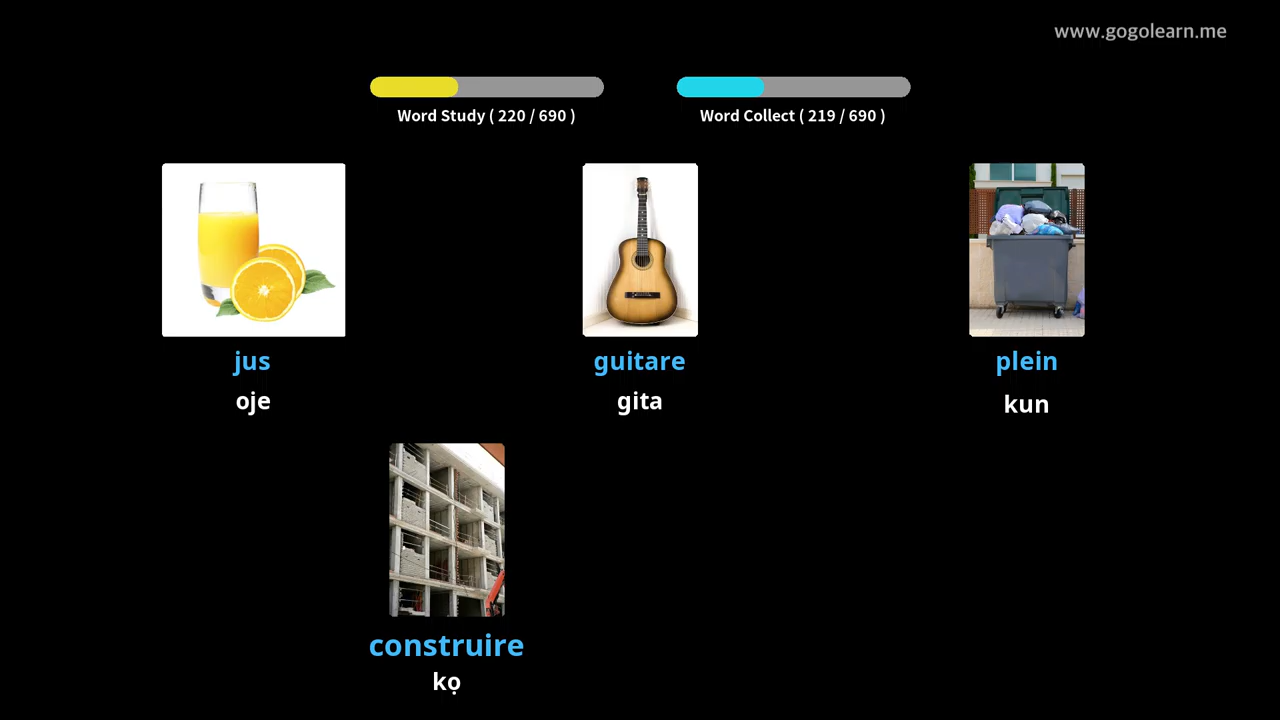 www.gogolearn.me
Word Study ( 220 / 690 )
Word Collect ( 219 / 690 )
jus
guitare
plein
oje
gita
kun
construire
kọ